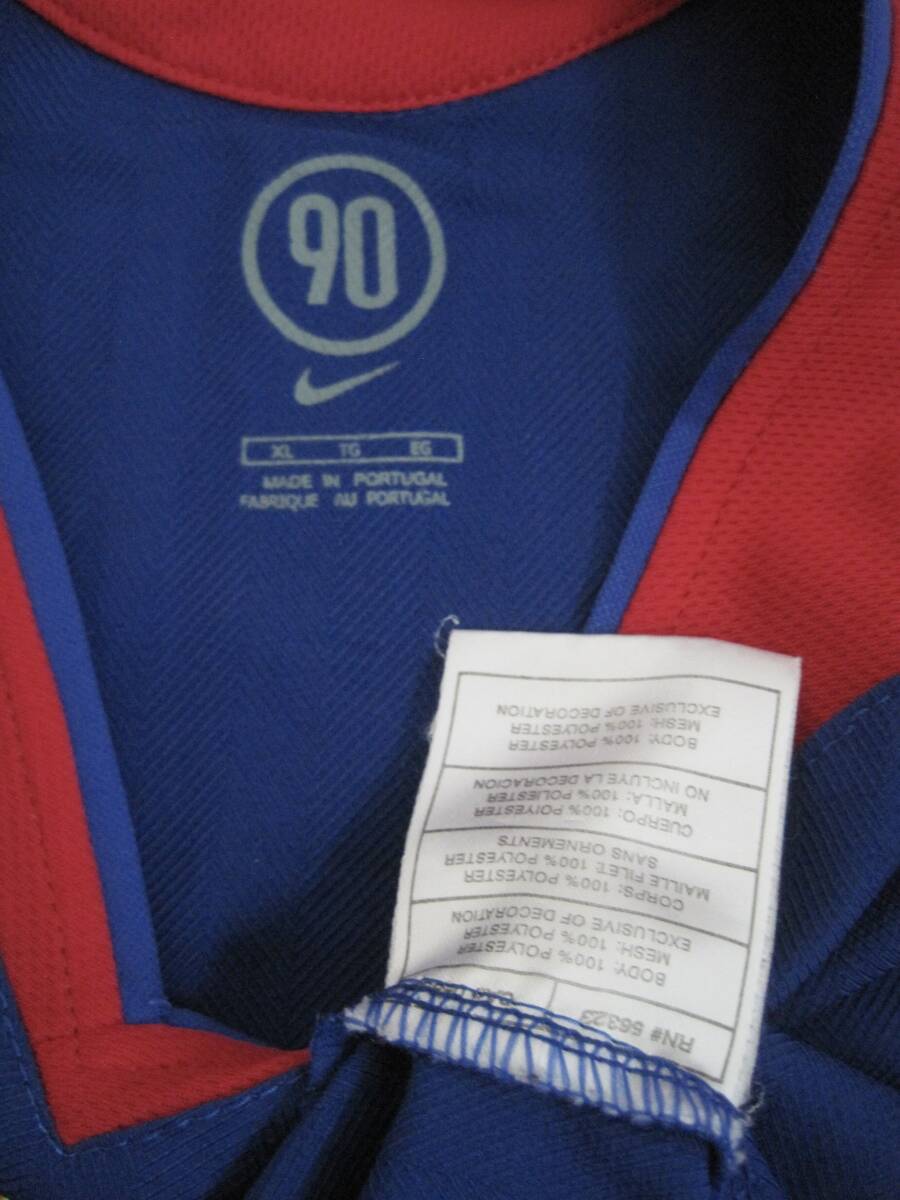 90
XL TG EG
MADE IN PORTUGAL
FABRIQUE AU PORTUGAL
RN# 56323
BODY: 100% POLYESTER
MESH: 100% POLYESTER
EXCLUSIVE OF DECORATION
CORPS: 100% POLYESTER
MAILLE FILET: 100% POLYESTER
SANS ORNEMENTS
CUERPO: 100% POLYESTER
MALLA: 100% POLIESTER
NO INCLUYE LA DECORACION
BODY: 100% POLYESTER
MESH: 100% POLYESTER
EXCLUSIVE OF DECORATION